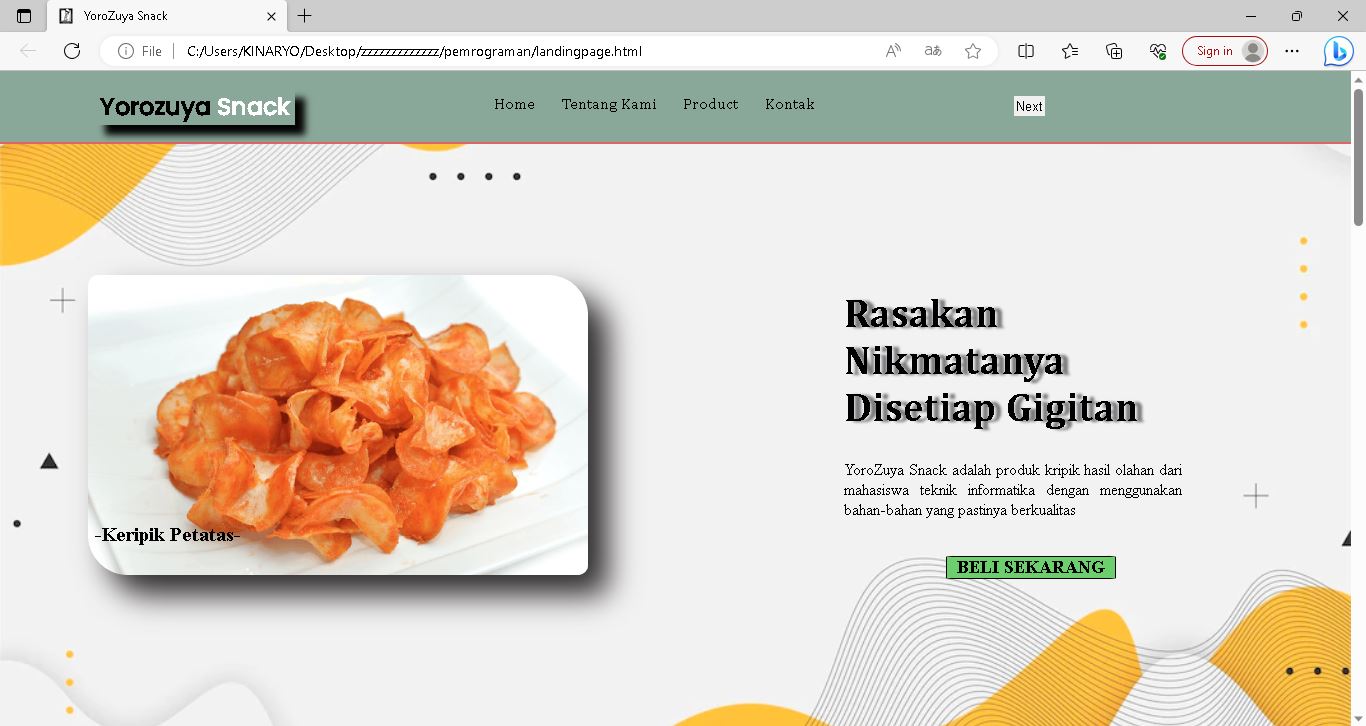 YoroZuya Snack
File
C:/Users/KINARYO/Desktop/zzzzzzzzzzzzz/pemrograman/landingpage.html
Sign in
Yorozuya Snack
Home
Tentang Kami
Product
Kontak
Next
Rasakan
Nikmatanya
Disetiap Gigitan
YoroZuya Snack adalah produk kripik hasil olahan dari
mahasiswa teknik informatika dengan menggunakan
bahan-bahan yang pastinya berkualitas
-Keripik Petatas-
BELI SEKARANG